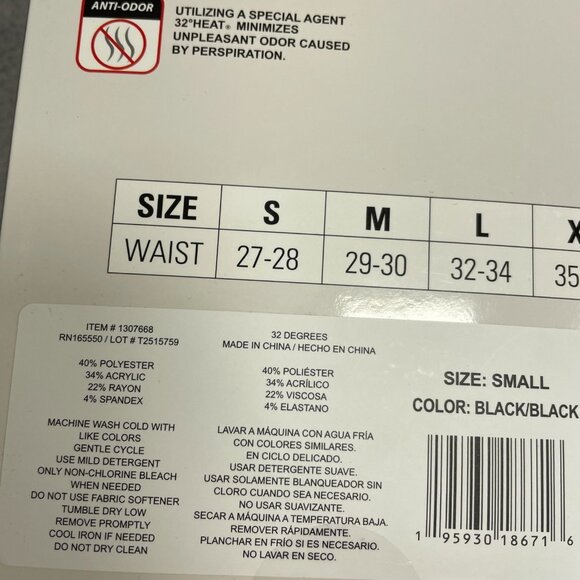 ANTI-ODOR
UTILIZING A SPECIAL AGENT
32°HEAT® MINIMIZES
UNPLEASANT ODOR CAUSED
BY PERSPIRATION.
SIZE S M L X
WAIST 27-28 29-30 32-34 35
ITEM # 1307668
RN165550 / LOT # T2515759
40% POLYESTER
34% ACRYLIC
22% RAYON
4% SPANDEX
MACHINE WASH COLD WITH
LIKE COLORS
GENTLE CYCLE
USE MILD DETERGENT
ONLY NON-CHLORINE BLEACH
WHEN NEEDED
DO NOT USE FABRIC SOFTENER
TUMBLE DRY LOW
REMOVE PROMPTLY
COOL IRON IF NEEDED
DO NOT DRY CLEAN
32 DEGREES
MADE IN CHINA / HECHO EN CHINA
40% POLIÉSTER
34% ACRÍLICO
22% VISCOSA
4% ELASTANO
LAVAR A MÁQUINA CON AGUA FRÍA
CON COLORES SIMILARES.
EN CICLO DELICADO.
USAR DETERGENTE SUAVE.
USAR SOLAMENTE BLANQUEADOR SIN
CLORO CUANDO SEA NECESARIO.
NO USAR SUAVIZANTE.
SECAR A MÁQUINA A TEMPERATURA BAJA.
REMOVER RÁPIDAMENTE.
PLANCHAR EN FRÍO SI ES NECESARIO.
NO LAVAR EN SECO.
SIZE: SMALL
COLOR: BLACK/BLACK
1 95930 18671 6